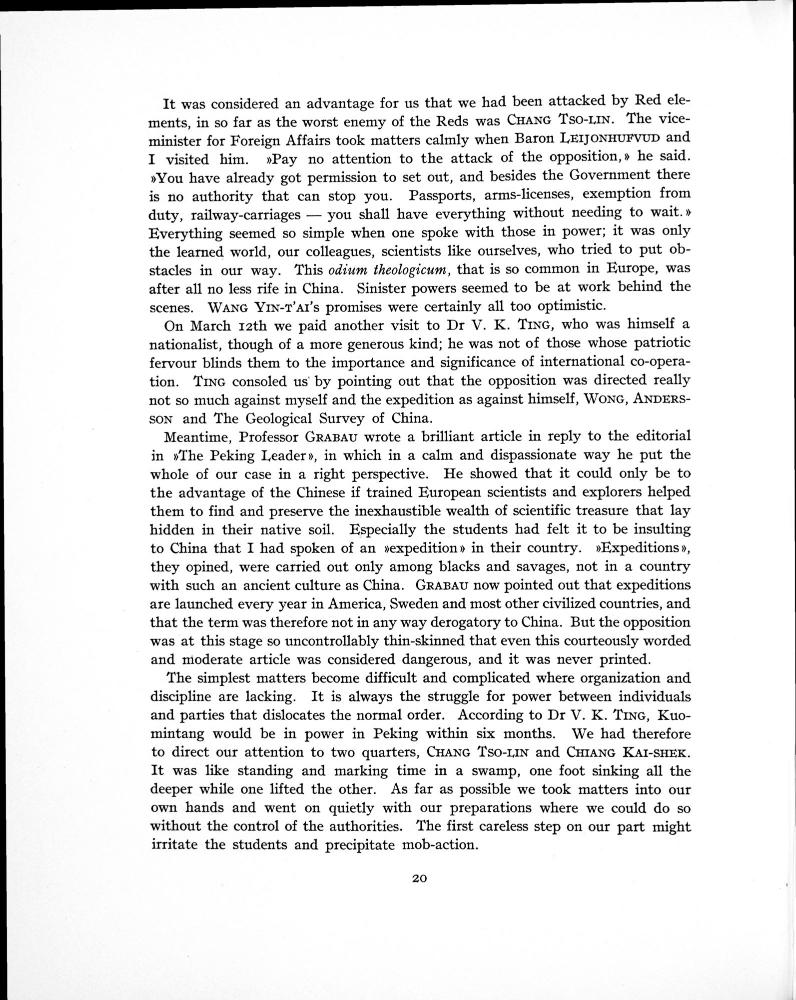 It was considered an advantage for us that we had been attacked by Red ele-
ments, in so far as the worst enemy of the Reds was CHANG TSO-LIN. The vice-
minister for Foreign Affairs took matters calmly when Baron LEIJONHUFVUD and
I visited him. »Pay no attention to the attack of the opposition,» he said.
»You have already got permission to set out, and besides the Government there
is no authority that can stop you. Passports, arms-licenses, exemption from
duty, railway-carriages — you shall have everything without needing to wait.»
Everything seemed so simple when one spoke with those in power; it was only
the learned world, our colleagues, scientists like ourselves, who tried to put ob-
stacles in our way. This odium theologicum, that is so common in Europe, was
after all no less rife in China. Sinister powers seemed to be at work behind the
scenes. WANG YIN-T'AI's promises were certainly all too optimistic.
On March 12th we paid another visit to Dr V. K. TING, who was himself a
nationalist, though of a more generous kind; he was not of those whose patriotic
fervour blinds them to the importance and significance of international co-opera-
tion. TING consoled us by pointing out that the opposition was directed really
not so much against myself and the expedition as against himself, WONG, ANDERS-
SON and The Geological Survey of China.
Meantime, Professor GRABAU wrote a brilliant article in reply to the editorial
in »The Peking Leader», in which in a calm and dispassionate way he put the
whole of our case in a right perspective. He showed that it could only be to
the advantage of the Chinese if trained European scientists and explorers helped
them to find and preserve the inexhaustible wealth of scientific treasure that lay
hidden in their native soil. Especially the students had felt it to be insulting
to China that I had spoken of an »expedition» in their country. »Expeditions»,
they opined, were carried out only among blacks and savages, not in a country
with such an ancient culture as China. GRABAU now pointed out that expeditions
are launched every year in America, Sweden and most other civilized countries, and
that the term was therefore not in any way derogatory to China. But the opposition
was at this stage so uncontrollably thin-skinned that even this courteously worded
and moderate article was considered dangerous, and it was never printed.
The simplest matters become difficult and complicated where organization and
discipline are lacking. It is always the struggle for power between individuals
and parties that dislocates the normal order. According to Dr V. K. TING, Kuo-
mintang would be in power in Peking within six months. We had therefore
to direct our attention to two quarters, CHANG TSO-LIN and CHIANG KAI-SHEK.
It was like standing and marking time in a swamp, one foot sinking all the
deeper while one lifted the other. As far as possible we took matters into our
own hands and went on quietly with our preparations where we could do so
without the control of the authorities. The first careless step on our part might
irritate the students and precipitate mob-action.
20